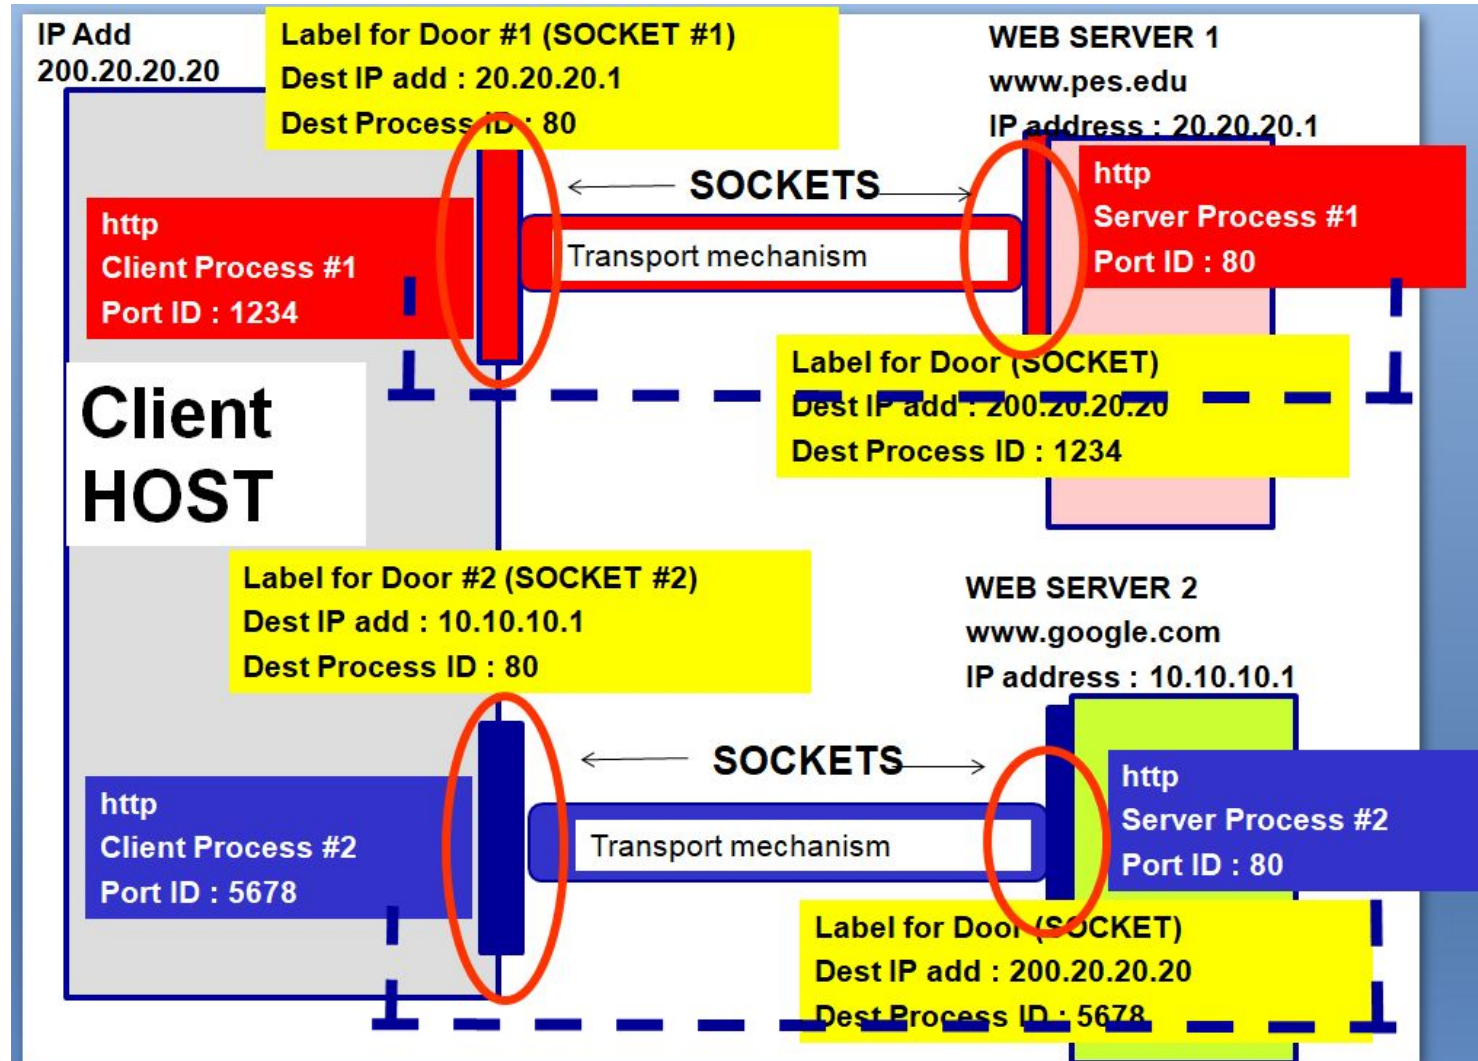 IP Add
200.20.20.20
Label for Door #1 (SOCKET #1)
Dest IP add : 20.20.20.1
Dest Process ID : 80
WEB SERVER 1
www.pes.edu
IP address : 20.20.20.1
http
Client Process #1
Port ID : 1234
SOCKETS
Transport mechanism
http
Server Process #1
Port ID : 80
Label for Door (SOCKET)
Dest IP add : 200.20.20.20
Dest Process ID : 1234
Client
HOST
Label for Door #2 (SOCKET #2)
Dest IP add : 10.10.10.1
Dest Process ID : 80
WEB SERVER 2
www.google.com
IP address : 10.10.10.1
http
Client Process #2
Port ID : 5678
SOCKETS
Transport mechanism
http
Server Process #2
Port ID : 80
Label for Door (SOCKET)
Dest IP add : 200.20.20.20
Dest Process ID : 5678